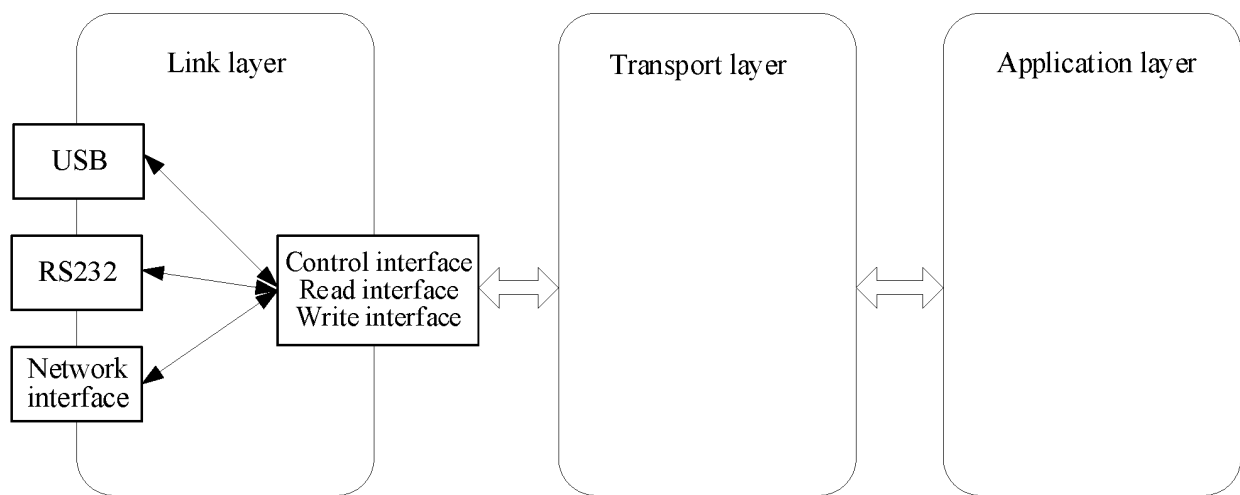 Link layer
Transport layer
Application layer
USB
RS232
Network
interface
Control interface
Read interface
Write interface